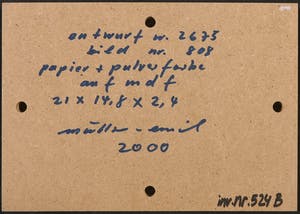 entwurf nr. 2675
bild nr. 808
papier + pulverfarbe
auf mdf
21 x 14,8 x 2,4
müller - emil
2000
inv. nr. 524 B